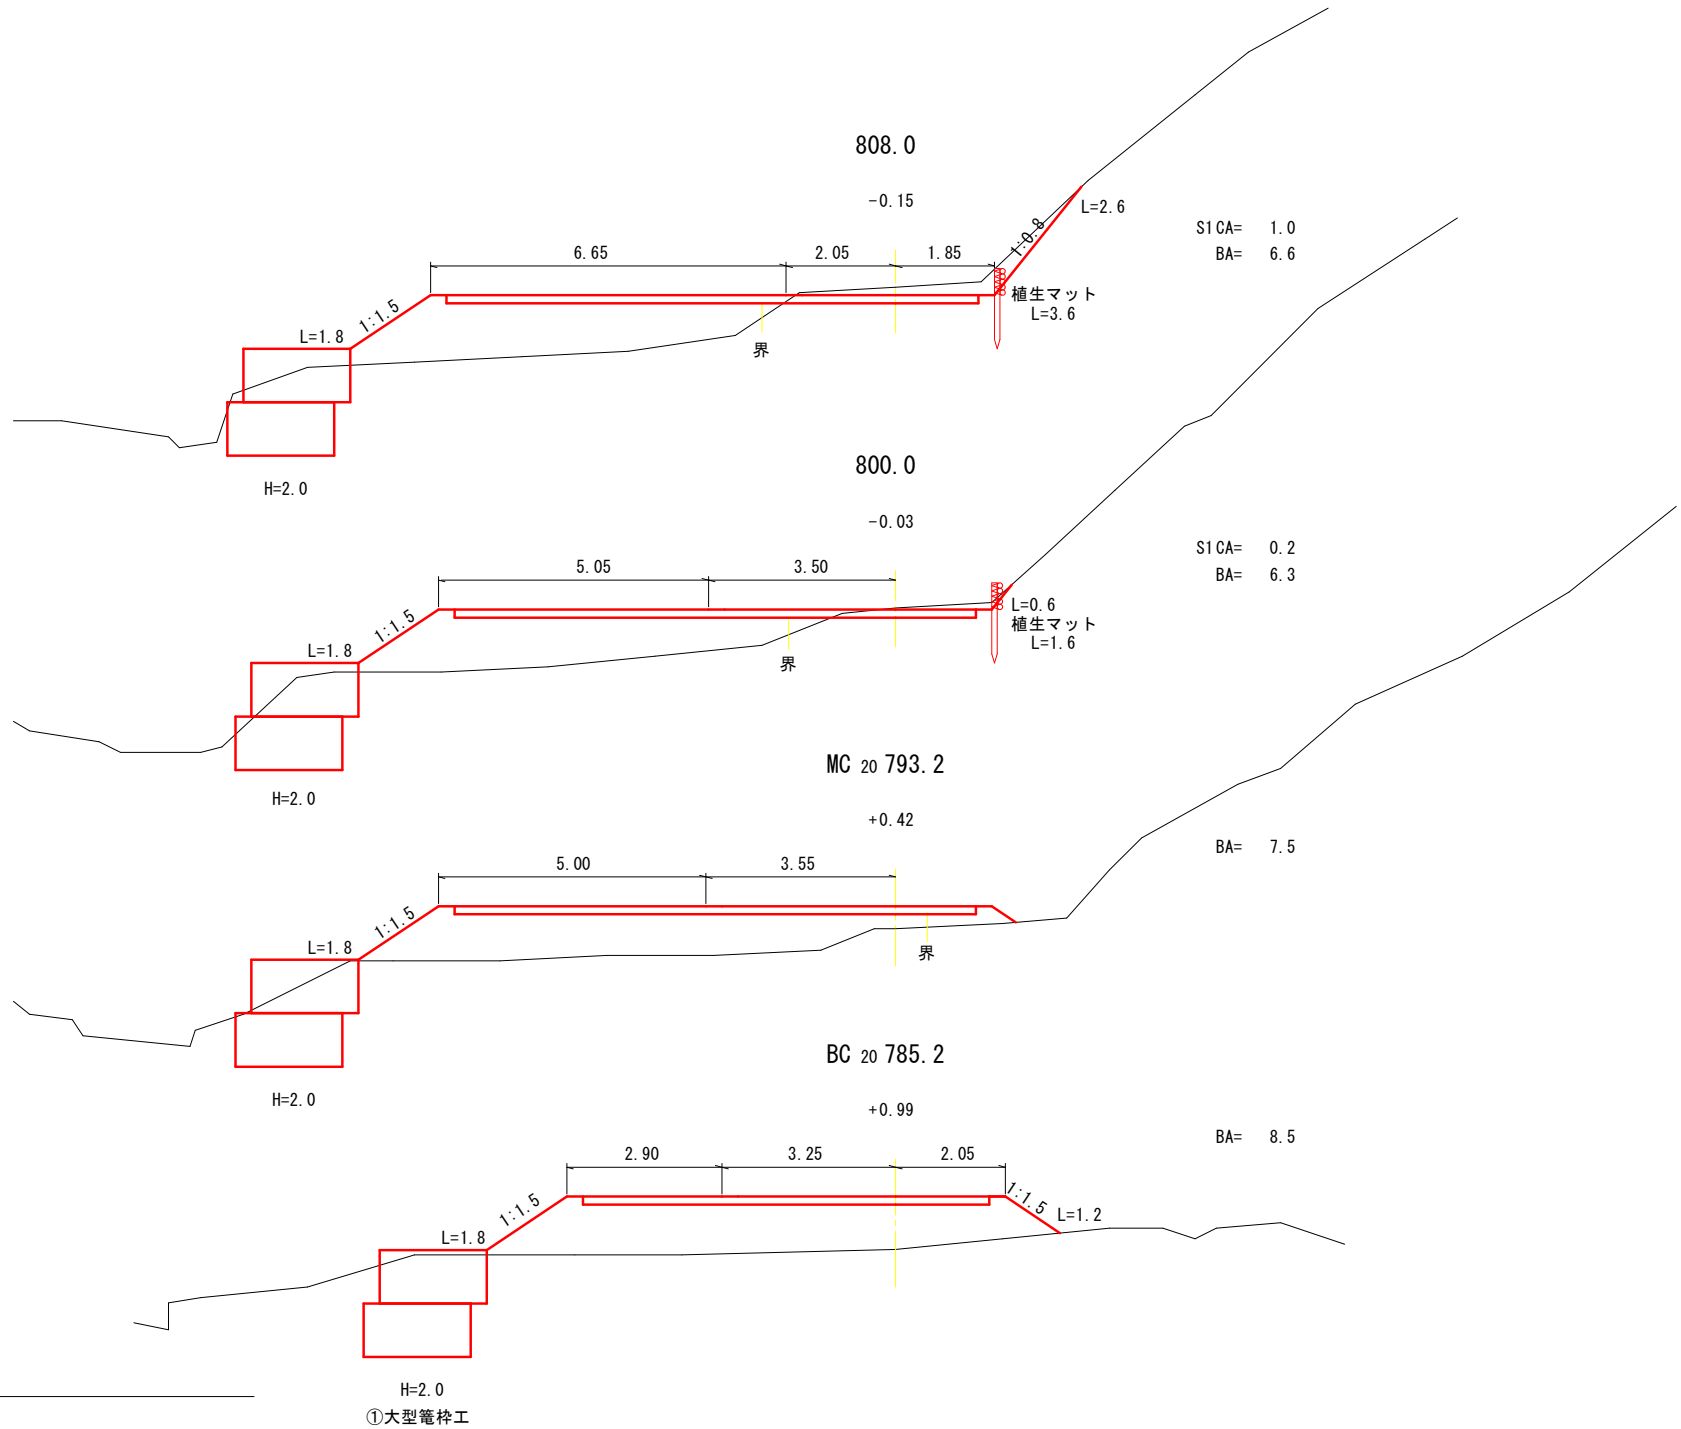 808.0
-0.15
6.65 2.05 1.85
1:0.8
L=2.6
S1CA= 1.0
BA= 6.6
植生マット
L=3.6
1:1.5
L=1.8
界
H=2.0
800.0
-0.03
5.05 3.50
S1CA= 0.2
BA= 6.3
L=0.6
植生マット
L=1.6
1:1.5
L=1.8
界
H=2.0
MC 20 793.2
+0.42
5.00 3.55
BA= 7.5
1:1.5
L=1.8
界
H=2.0
BC 20 785.2
+0.99
2.90 3.25 2.05
BA= 8.5
1:1.5
1:1.5
L=1.2
L=1.8
H=2.0
①大型篭枠工